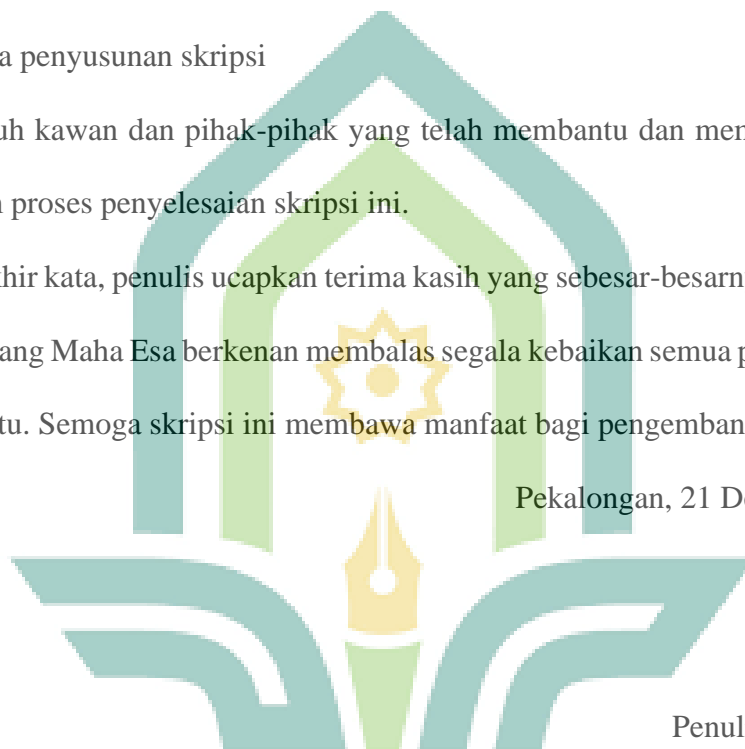 a penyusunan skripsi
uh kawan dan pihak-pihak yang telah membantu dan mem
n proses penyelesaian skripsi ini.
khir kata, penulis ucapkan terima kasih yang sebesar-besarn
ang Maha Esa berkenan membalas segala kebaikan semua p
tu. Semoga skripsi ini membawa manfaat bagi pengemban
Pekalongan, 21 De
Penul